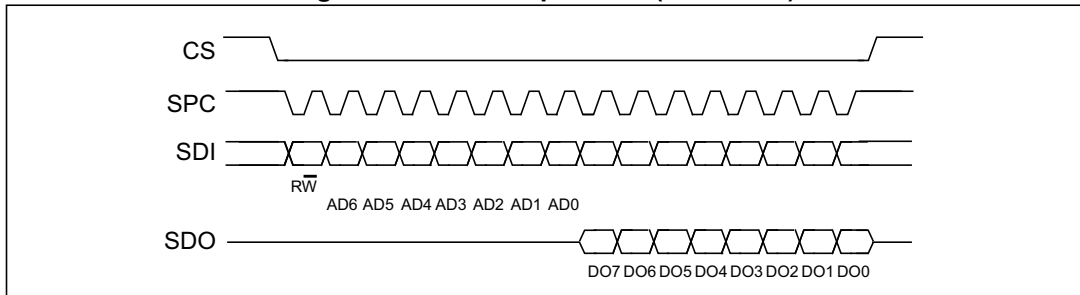 CS
SPC
SDI
RW̅
AD6 AD5 AD4 AD3 AD2 AD1 AD0
SDO
DO7 DO6 DO5 DO4 DO3 DO2 DO1 DO0